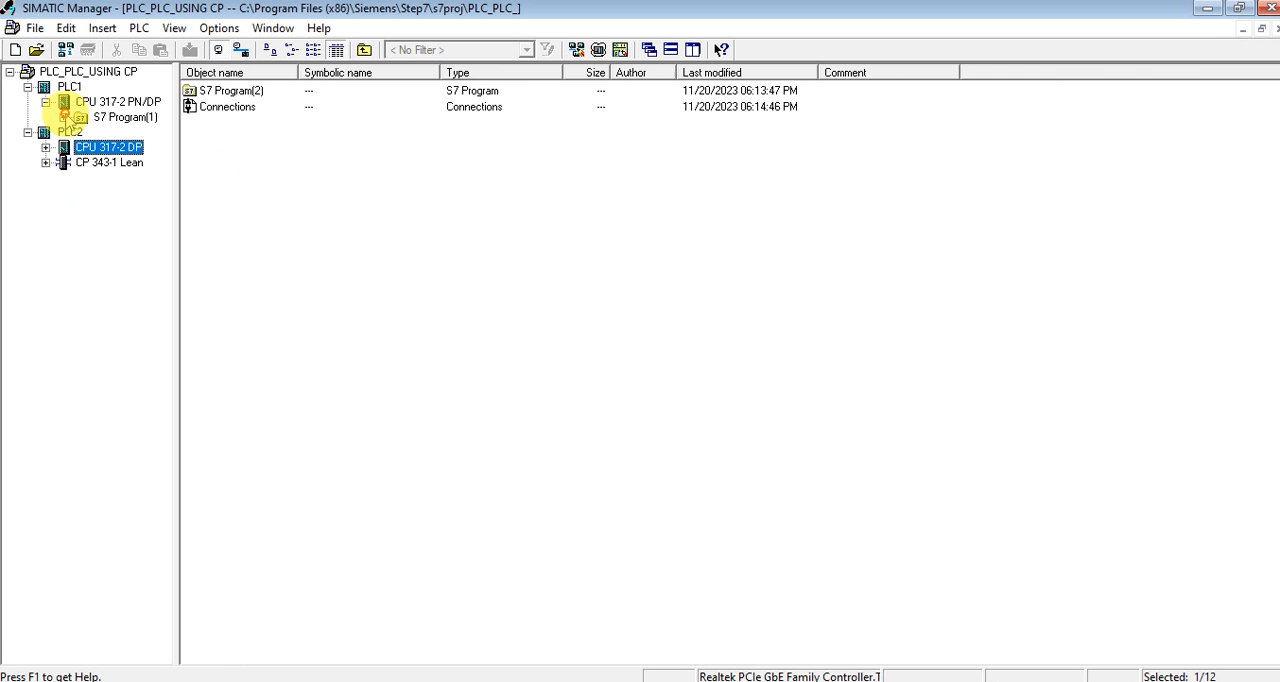 SIMATIC Manager - [PLC_PLC_USING CP -- C:\Program Files (x86)\Siemens\Step7\s7proj\PLC_PLC_]
File Edit Insert PLC View Options Window Help
< No Filter >
PLC_PLC_USING CP
PLC1
CPU 317-2 PN/DP
S7 Program(1)
PLC2
CPU 317-2 DP
CP 343-1 Lean
Object name Symbolic name Type Size Author Last modified Comment
S7 Program(2) --- S7 Program --- 11/20/2023 06:13:47 PM
Connections --- Connections --- 11/20/2023 06:14:46 PM
Press F1 to get Help.
Realtek PCIe GbE Family Controller.T
Selected: 1/12